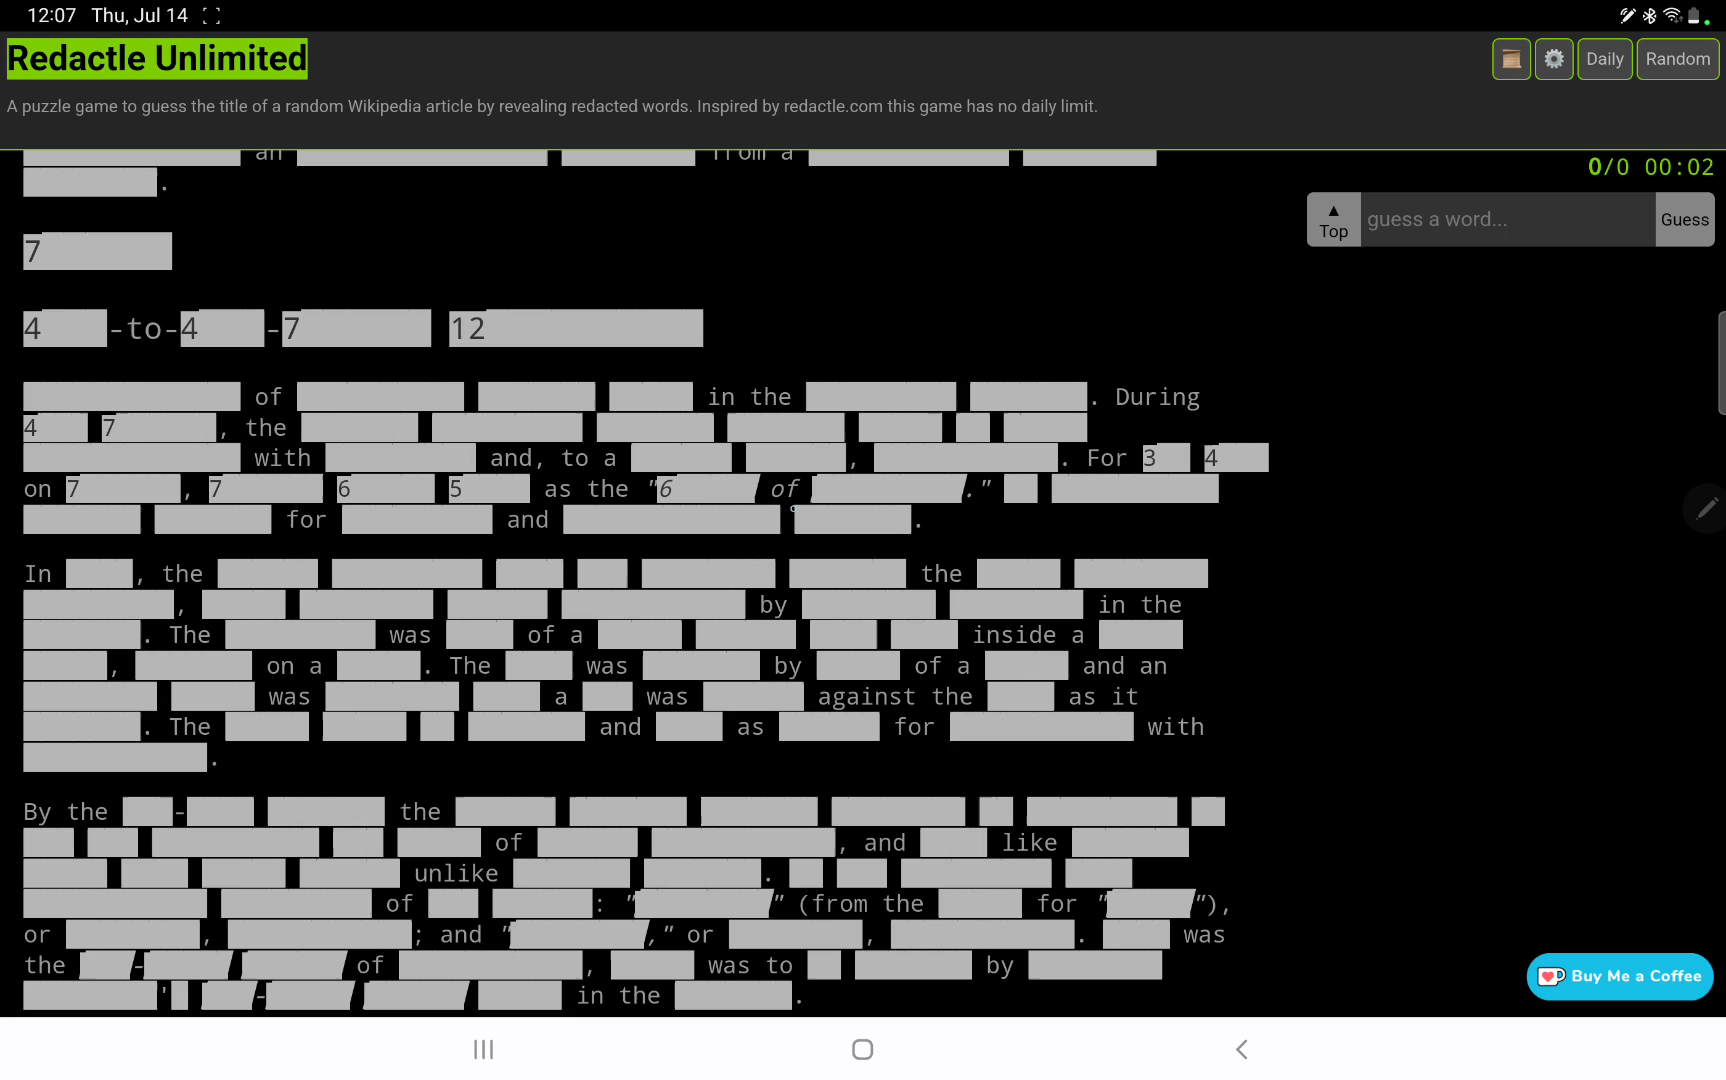 12:07 Thu, Jul 14
Redactle Unlimited
Daily
Random
A puzzle game to guess the title of a random Wikipedia article by revealing redacted words. Inspired by redactle.com this game has no daily limit.
0/0 00:02
▲ Top
guess a word...
Guess
an from a
.
7
4 -to-4 -7 12
of in the . During
4 7 , the
with and, to a , . For 3 4
on 7 , 7 6 5 as the "6 of ."
for and .
In , the the
, by in the
. The was of a inside a
, on a . The was by of a and an
was a was against the as it
. The and as for with
.
By the - the
of , and like
unlike .
of : " " (from the for " "),
or , ; and " ," or , . was
the - of , was to by
' - in the .
Buy Me a Coffee